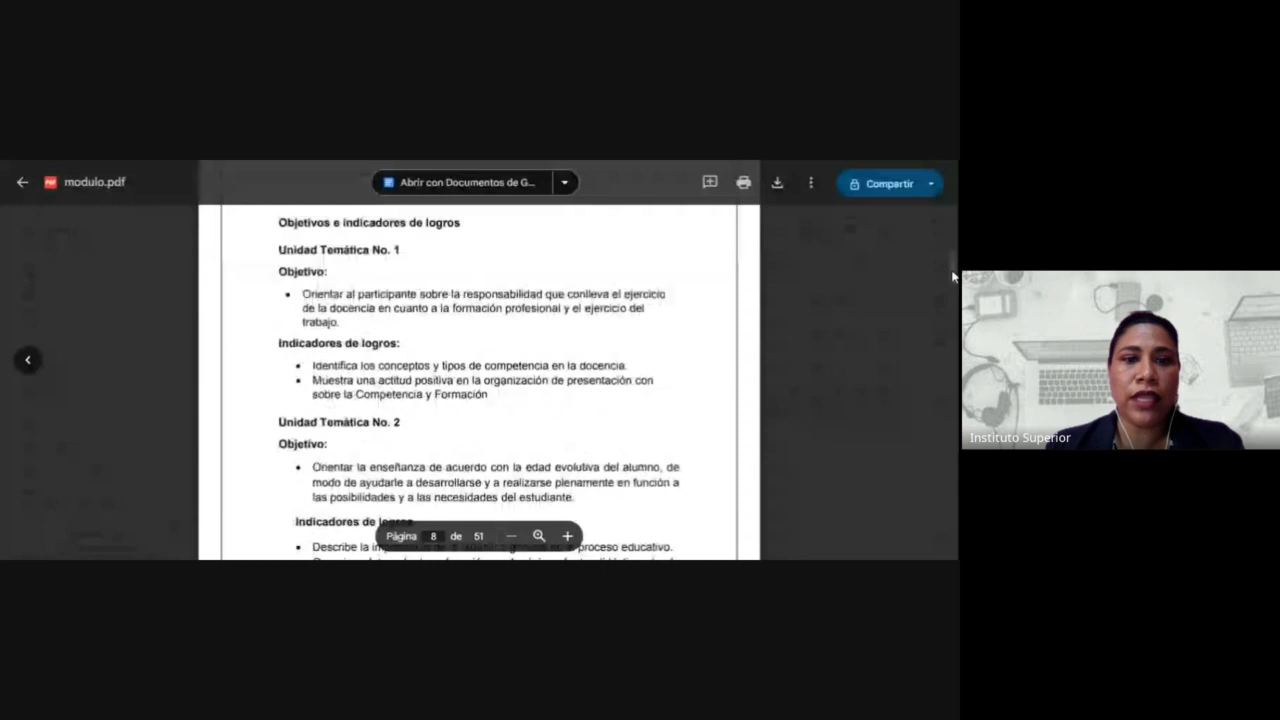 modulo.pdf
Abrir con Documentos de G...
Compartir
Objetivos e indicadores de logros
Unidad Temática No. 1
Objetivo:
• Orientar al participante sobre la responsabilidad que conlleva el ejercicio
de la docencia en cuanto a la formación profesional y el ejercicio del
trabajo.
Indicadores de logros:
• Identifica los conceptos y tipos de competencia en la docencia.
• Muestra una actitud positiva en la organización de presentación con
sobre la Competencia y Formación
Unidad Temática No. 2
Objetivo:
• Orientar la enseñanza de acuerdo con la edad evolutiva del alumno, de
modo de ayudarle a desarrollarse y a realizarse plenamente en función a
las posibilidades y a las necesidades del estudiante.
Indicadores de logros
Página 8 de 51
• Describe la proceso educativo.
Instituto Superior